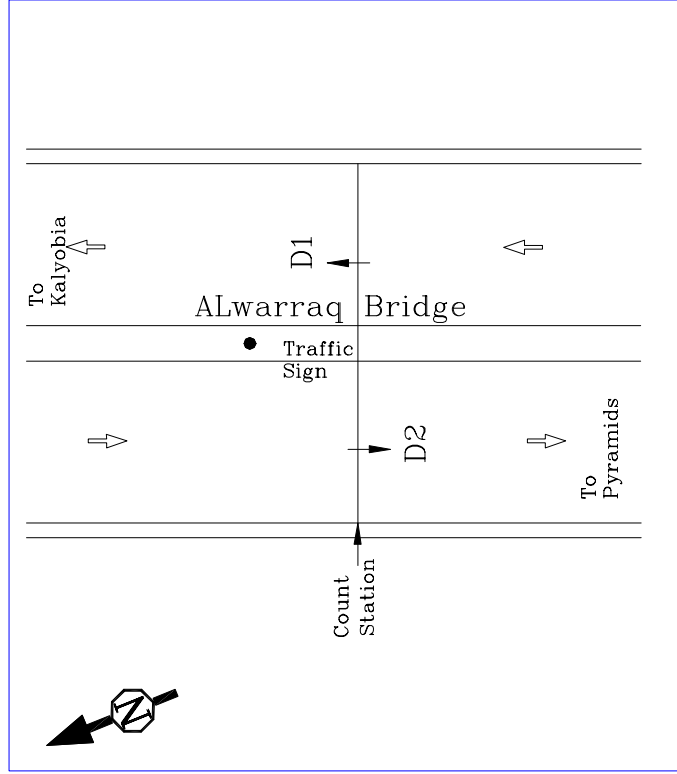 To
Kalyobia
D1
ALwarraq Bridge
Traffic
Sign
D2
To
Pyramids
Count
Station
N